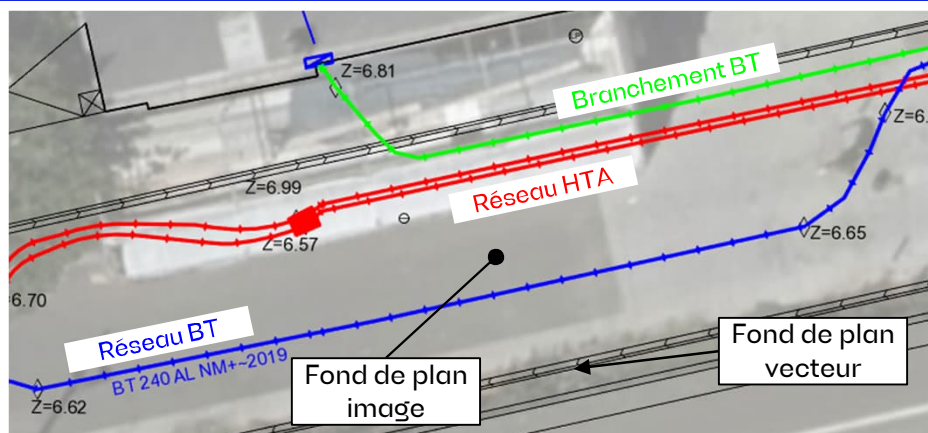 Z=6.81
Branchement BT
Z=6.
Z=6.99
Réseau HTA
Z=6.57
Z=6.65
6.70
Réseau BT
BT 240 AL NM+~2019
Fond de plan
image
Fond de plan
vecteur
Z=6.62